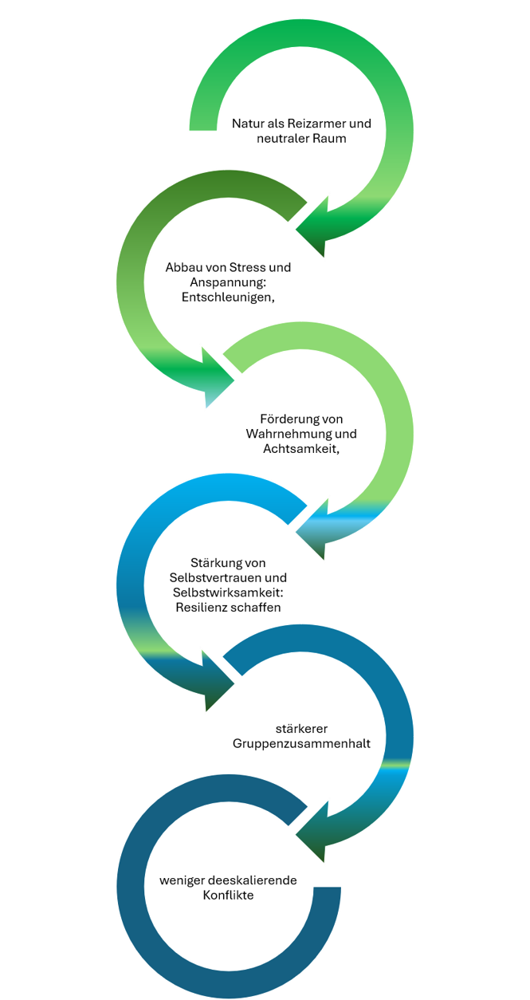 Natur als Reizarmer und
neutraler Raum
Abbau von Stress und
Anspannung:
Entschleunigen,
Förderung von
Wahrnehmung und
Achtsamkeit,
Stärkung von
Selbstvertrauen und
Selbstwirksamkeit:
Resilienz schaffen
stärkerer
Gruppenzusammenhalt
weniger deeskalierende
Konflikte